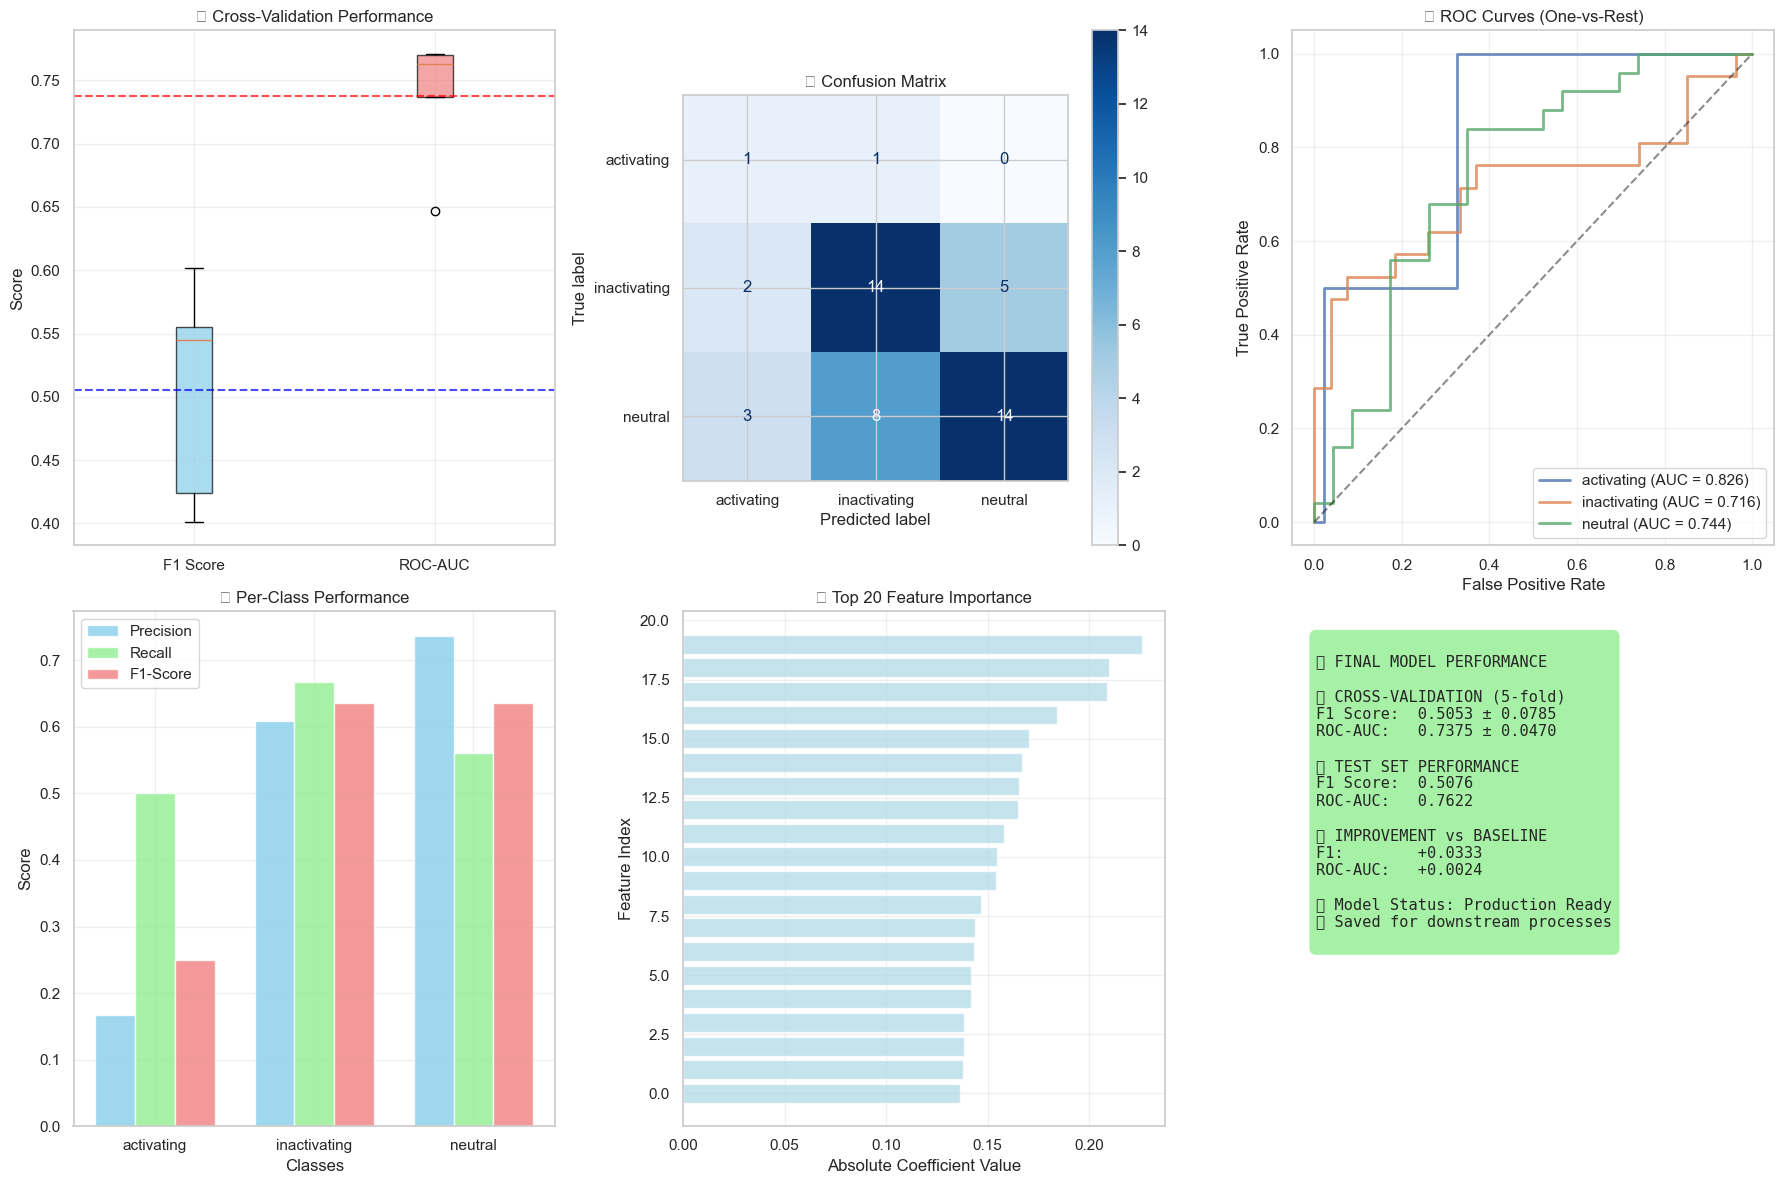 Cross-Validation Performance
Score
0.75
0.70
0.65
0.60
0.55
0.50
0.45
0.40
F1 Score
ROC-AUC
Confusion Matrix
True label
activating
inactivating
neutral
1 1 0
2 14 5
3 8 14
activating inactivating neutral
Predicted label
14
12
10
8
6
4
2
0
ROC Curves (One-vs-Rest)
True Positive Rate
1.0
0.8
0.6
0.4
0.2
0.0
0.0 0.2 0.4 0.6 0.8 1.0
False Positive Rate
activating (AUC = 0.826)
inactivating (AUC = 0.716)
neutral (AUC = 0.744)
Per-Class Performance
Score
0.7
0.6
0.5
0.4
0.3
0.2
0.1
0.0
Precision
Recall
F1-Score
activating inactivating neutral
Classes
Top 20 Feature Importance
Feature Index
20.0
17.5
15.0
12.5
10.0
7.5
5.0
2.5
0.0
0.00 0.05 0.10 0.15 0.20
Absolute Coefficient Value
FINAL MODEL PERFORMANCE
CROSS-VALIDATION (5-fold)
F1 Score: 0.5053 ± 0.0785
ROC-AUC: 0.7375 ± 0.0470
TEST SET PERFORMANCE
F1 Score: 0.5076
ROC-AUC: 0.7622
IMPROVEMENT vs BASELINE
F1: +0.0333
ROC-AUC: +0.0024
Model Status: Production Ready
Saved for downstream processes